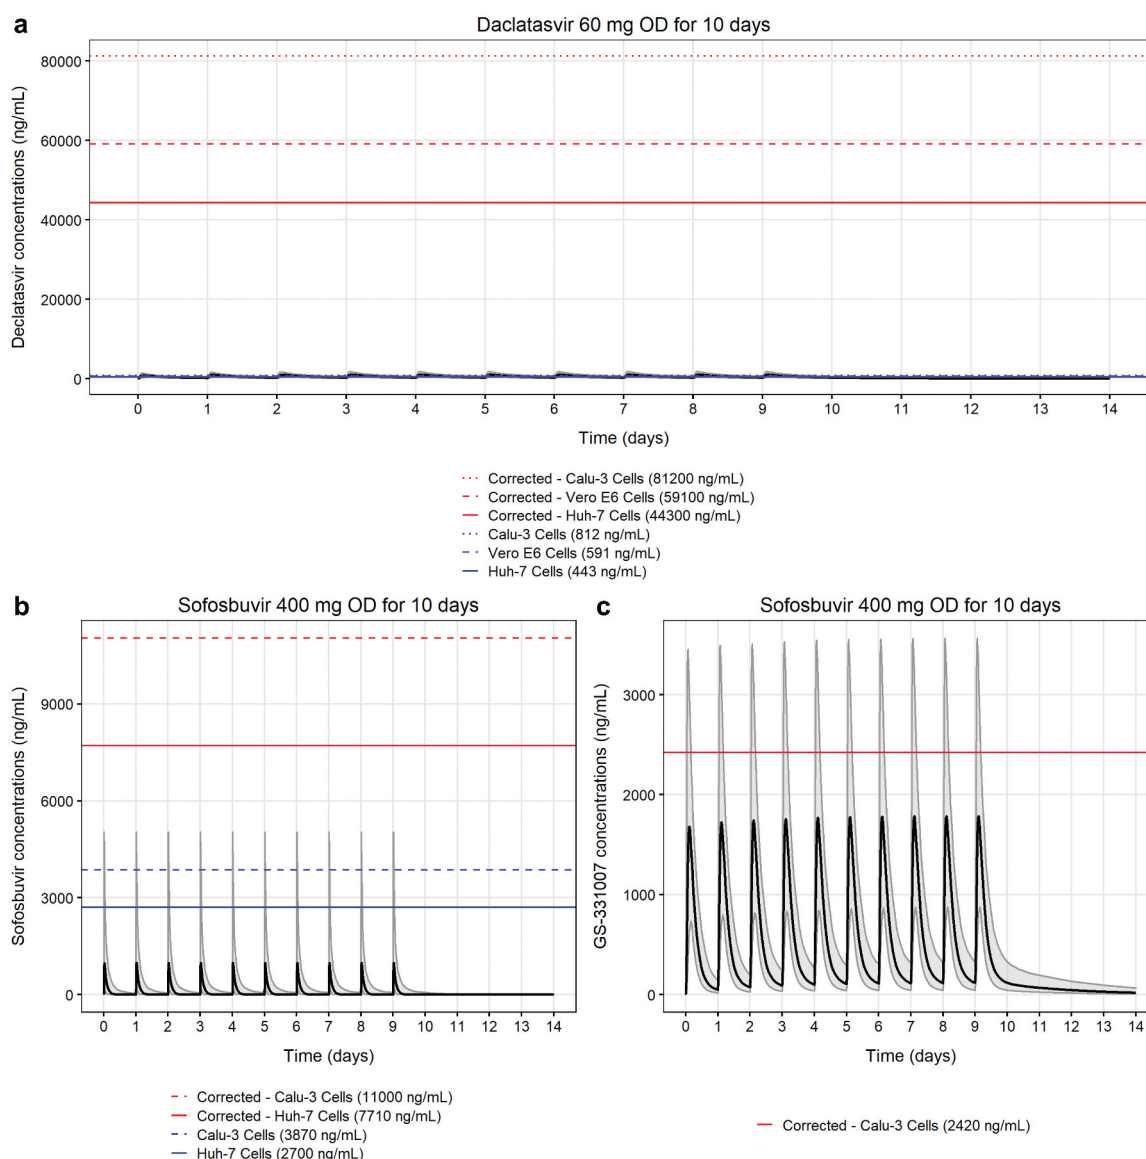 a
Daclatasvir 60 mg OD for 10 days
Declatasvir concentrations (ng/mL)
80000
60000
40000
20000
0
0 1 2 3 4 5 6 7 8 9 10 11 12 13 14
Time (days)
Corrected - Calu-3 Cells (81200 ng/mL)
Corrected - Vero E6 Cells (59100 ng/mL)
Corrected - Huh-7 Cells (44300 ng/mL)
Calu-3 Cells (812 ng/mL)
Vero E6 Cells (591 ng/mL)
Huh-7 Cells (443 ng/mL)
b
Sofosbuvir 400 mg OD for 10 days
Sofosbuvir concentrations (ng/mL)
9000
6000
3000
0
0 1 2 3 4 5 6 7 8 9 10 11 12 13 14
Time (days)
Corrected - Calu-3 Cells (11000 ng/mL)
Corrected - Huh-7 Cells (7710 ng/mL)
Calu-3 Cells (3870 ng/mL)
Huh-7 Cells (2700 ng/mL)
c
Sofosbuvir 400 mg OD for 10 days
GS-331007 concentrations (ng/mL)
3000
2000
1000
0
0 1 2 3 4 5 6 7 8 9 10 11 12 13 14
Time (days)
Corrected - Calu-3 Cells (2420 ng/mL)